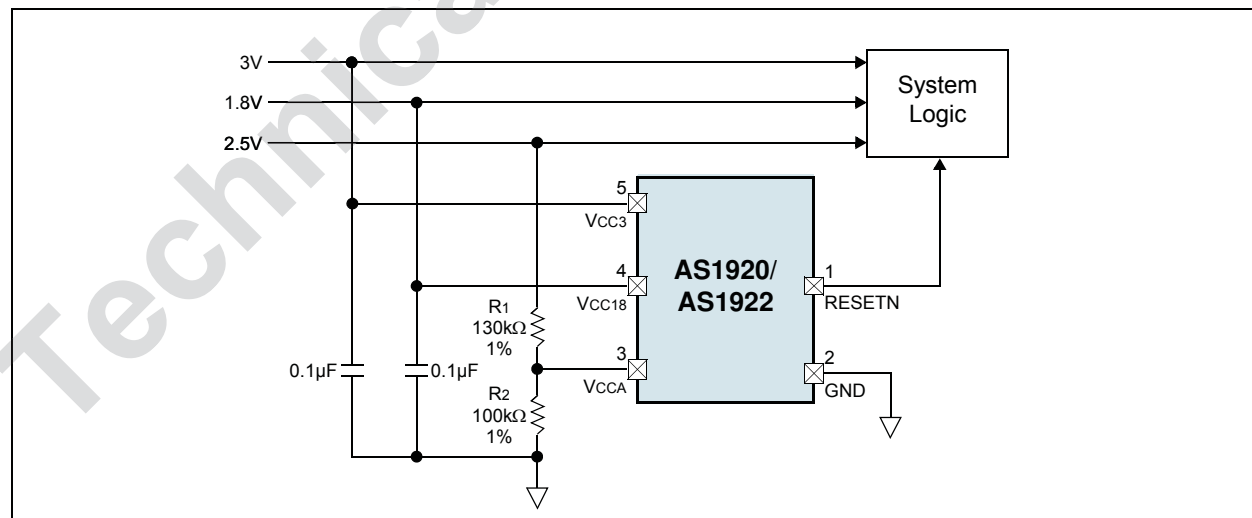 Technica
3V
1.8V
2.5V
System
Logic
5
VCC3
4
VCC18
AS1920/
AS1922
1
RESETN
R1
130kΩ
1%
3
VCCA
2
GND
0.1µF
0.1µF
R2
100kΩ
1%